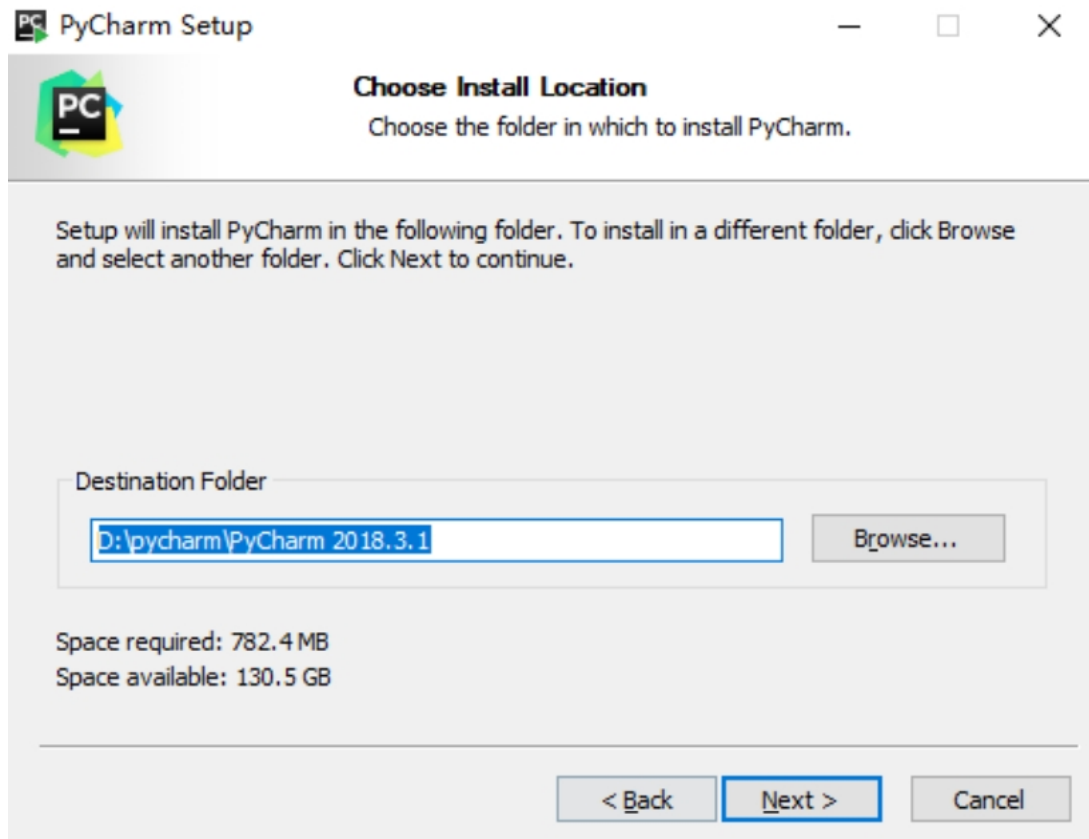 PyCharm Setup
PC
Choose Install Location
Choose the folder in which to install PyCharm.
Setup will install PyCharm in the following folder. To install in a different folder, click Browse
and select another folder. Click Next to continue.
Destination Folder
D:\pycharm\PyCharm 2018.3.1
Browse...
Space required: 782.4 MB
Space available: 130.5 GB
< Back
Next >
Cancel